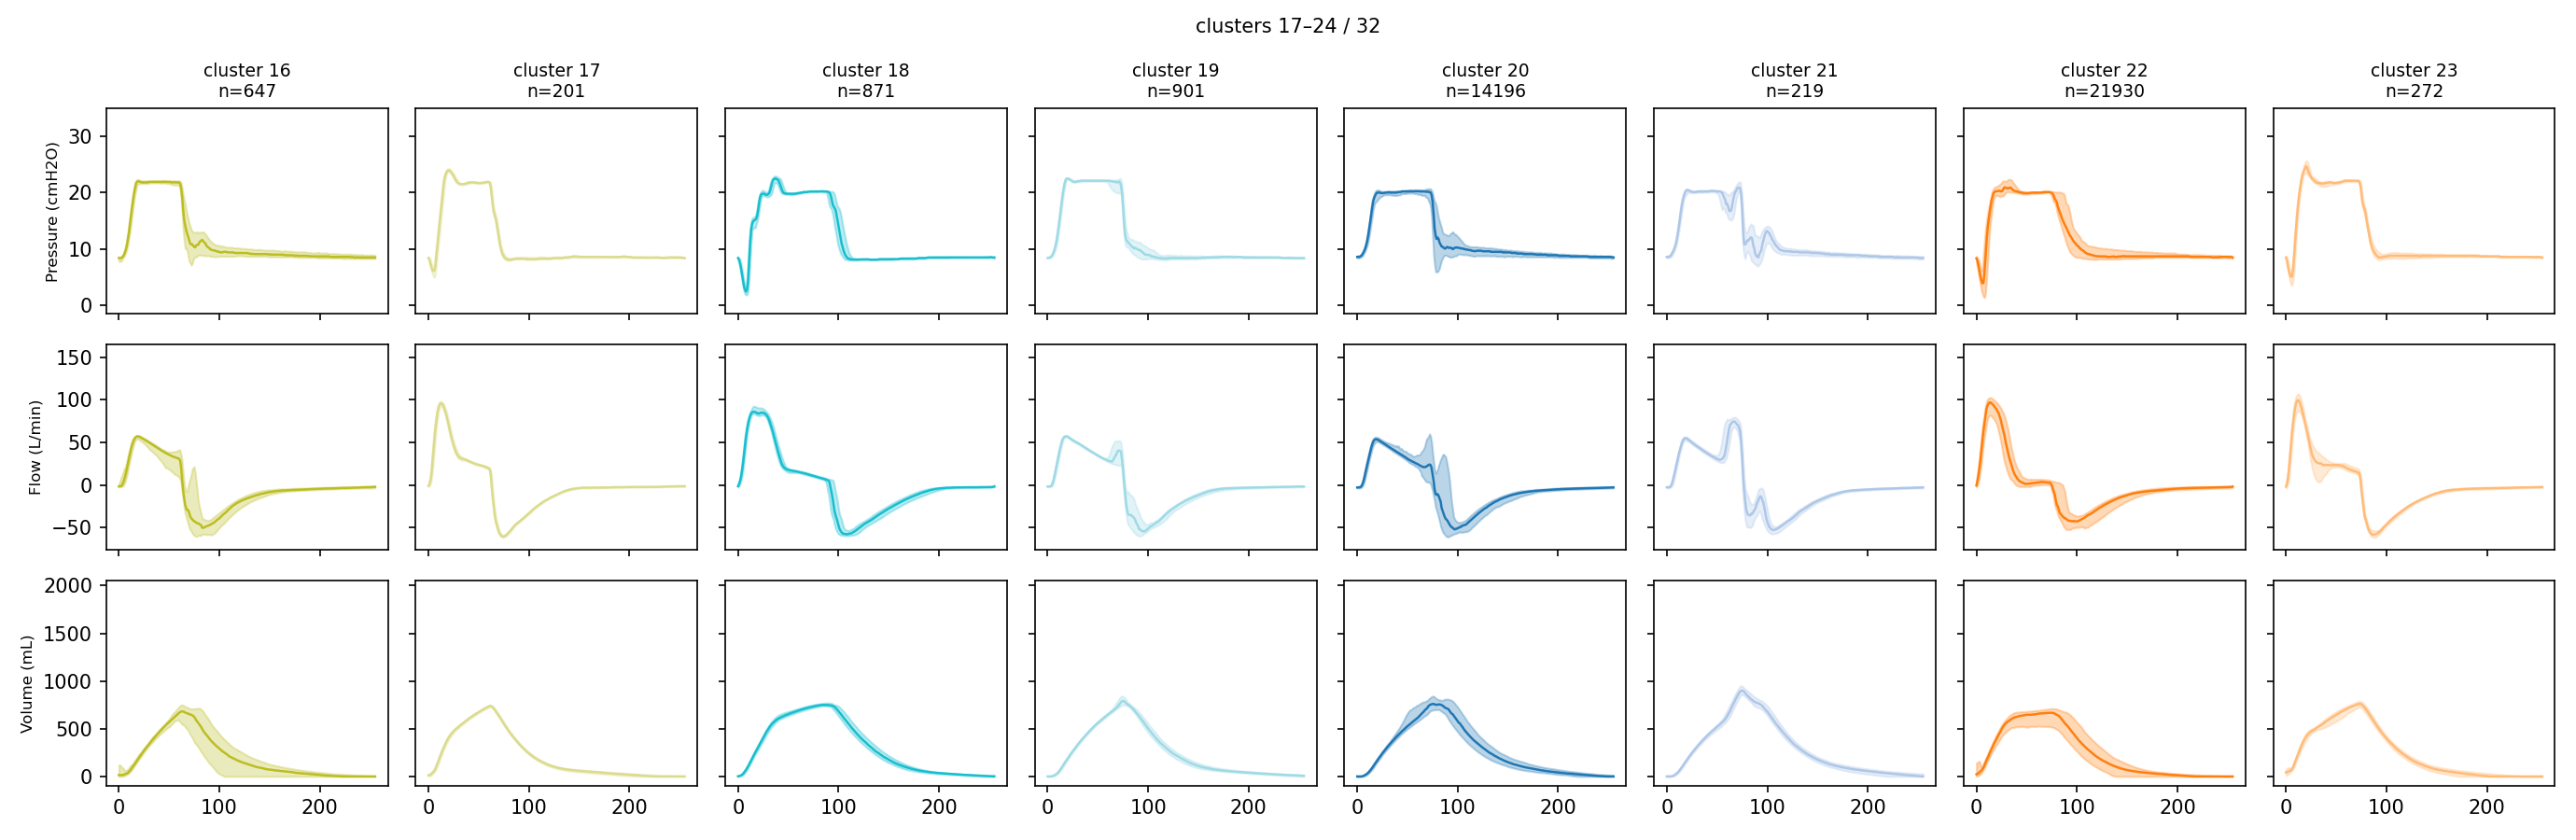 clusters 17–24 / 32
cluster 16
n=647
cluster 17
n=201
cluster 18
n=871
cluster 19
n=901
cluster 20
n=14196
cluster 21
n=219
cluster 22
n=21930
cluster 23
n=272
Pressure (cmH2O)
30
20
10
0
Flow (L/min)
150
100
50
0
−50
Volume (mL)
2000
1500
1000
500
0
0 100 200
0 100 200
0 100 200
0 100 200
0 100 200
0 100 200
0 100 200
0 100 200